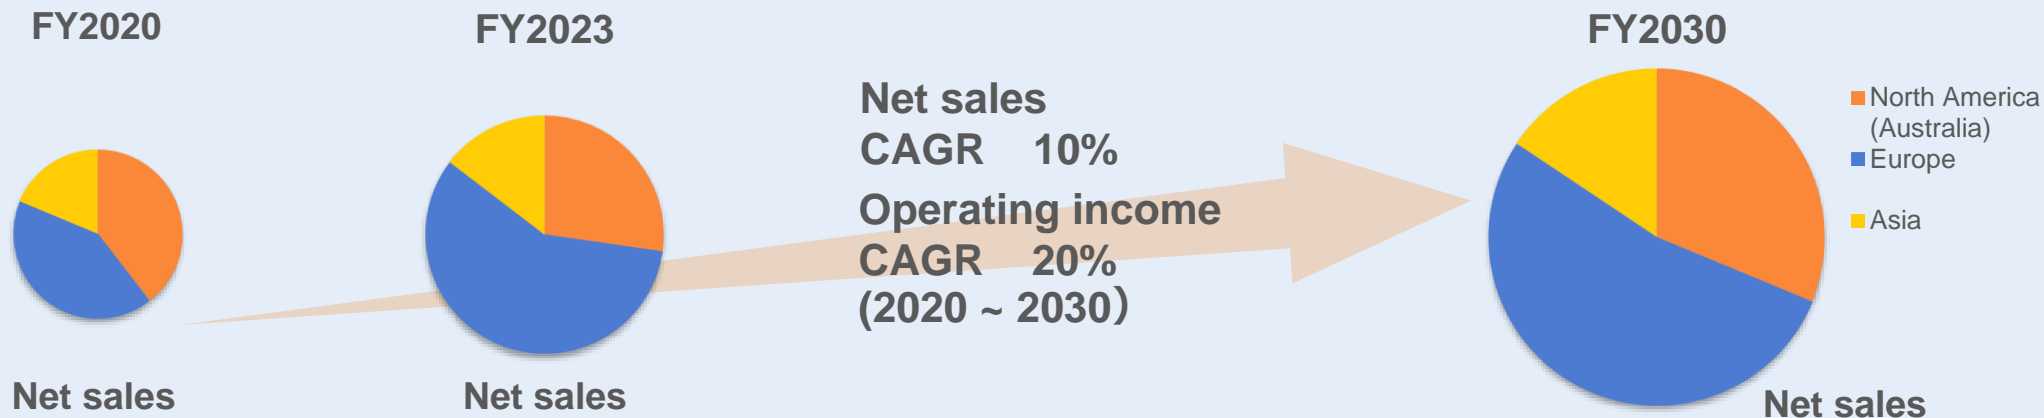 FY2020
FY2023
FY2030
Net sales
CAGR 10%
Operating income
CAGR 20%
(2020 ~ 2030）
North America
(Australia)
Europe
Asia
Net sales
Net sales
Net sales